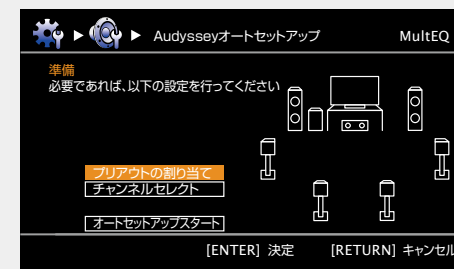 Audysseyオートセットアップ MultEQ
準備
必要であれば、以下の設定を行ってください
プリアウトの割り当て
チャンネルセレクト
オートセットアップスタート
[ENTER] 決定 [RETURN] キャンセル